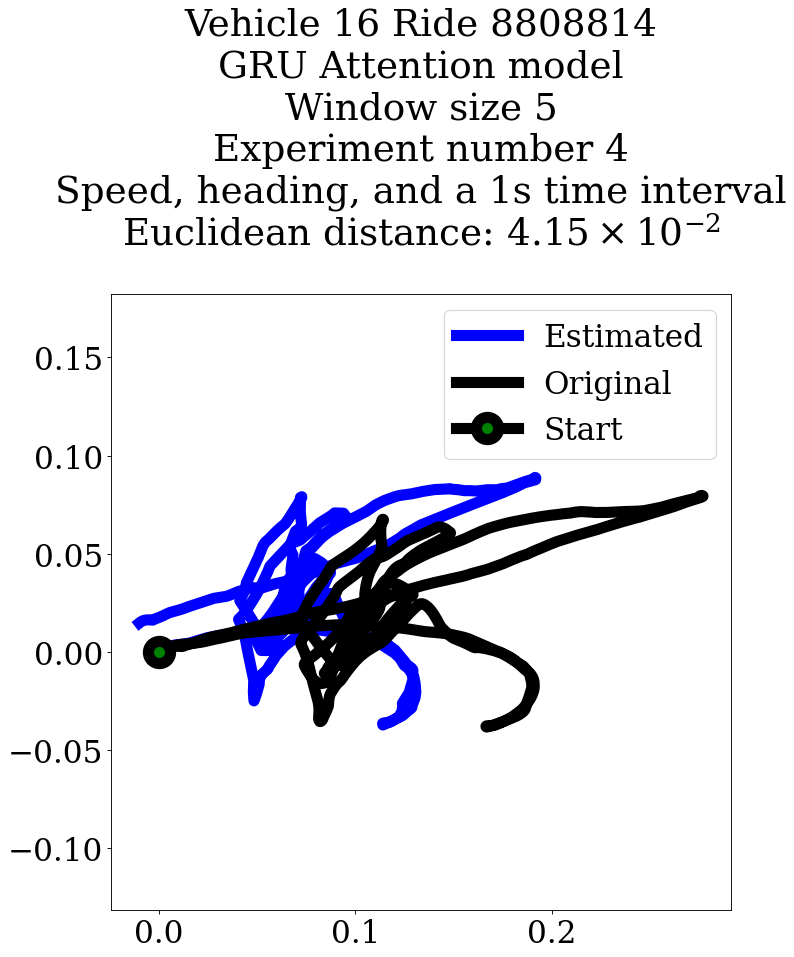 Vehicle 16 Ride 8808814
GRU Attention model
Window size 5
Experiment number 4
Speed, heading, and a 1s time interval
Euclidean distance: 4.15 × 10⁻²
Estimated
Original
Start
0.15
0.10
0.05
0.00
−0.05
−0.10
0.0 0.1 0.2